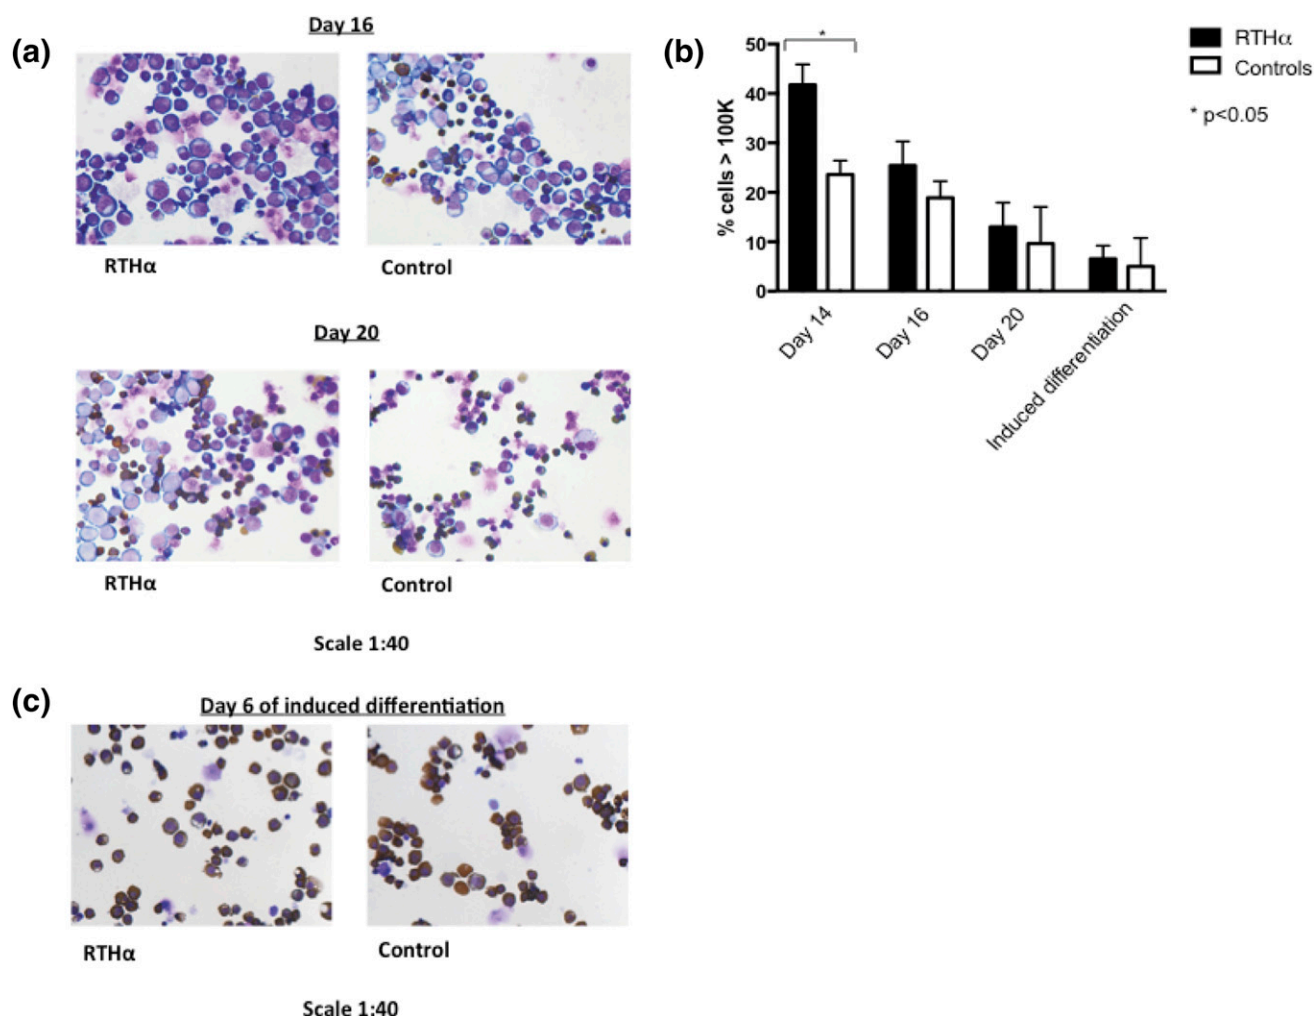 (a)
Day 16
RTHα
Control
Day 20
RTHα
Control
Scale 1:40
(b)
50
40
30
20
10
0
% cells > 100K
*
Day 14
Day 16
Day 20
Induced differentiation
RTHα
Controls
* p<0.05
(c)
Day 6 of induced differentiation
RTHα
Control
Scale 1:40